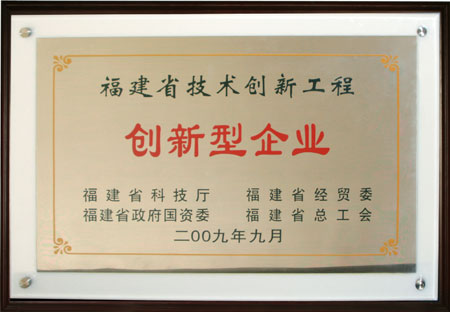 福建省技术创新工程
创新型企业
福建省科技厅 福建省经贸委
福建省政府国资委 福建省总工会
二00九年九月